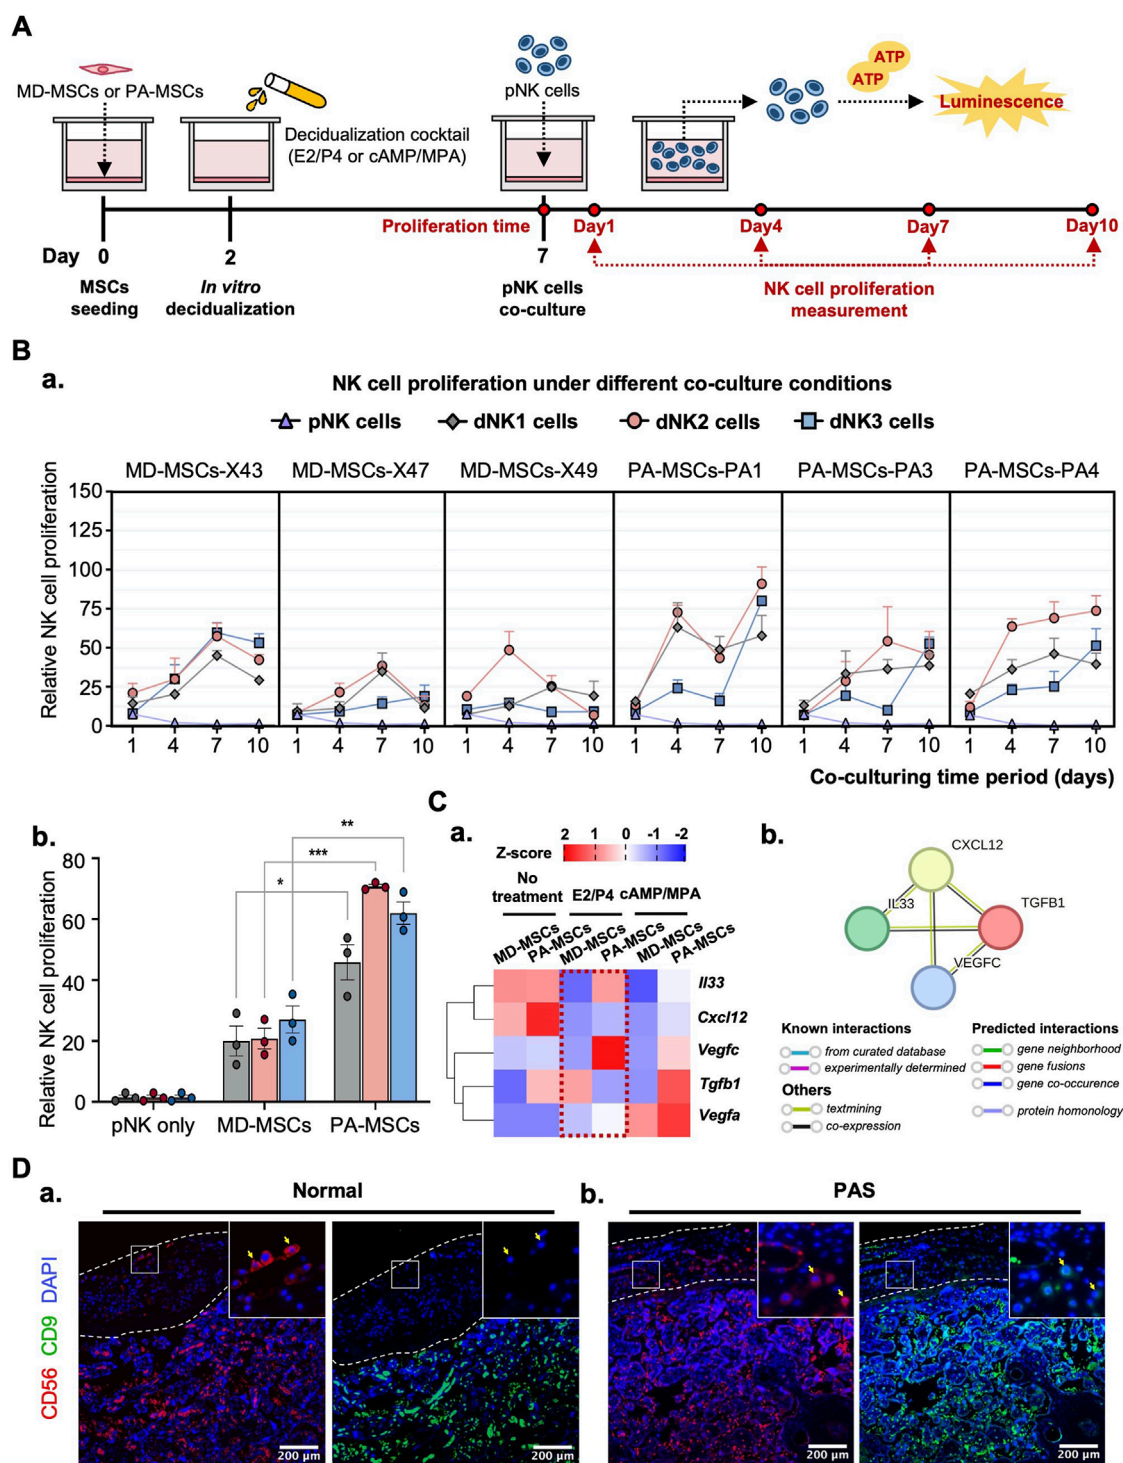 A
MD-MSCs or PA-MSCs
Decidualization cocktail
(E2/P4 or cAMP/MPA)
pNK cells
ATP
ATP
Luminescence
Proliferation time
Day1
Day4
Day7
Day10
Day 0 2 7
MSCs
seeding
In vitro
decidualization
pNK cells
co-culture
NK cell proliferation
measurement
B
a.
NK cell proliferation under different co-culture conditions
pNK cells dNK1 cells dNK2 cells dNK3 cells
MD-MSCs-X43 MD-MSCs-X47 MD-MSCs-X49 PA-MSCs-PA1 PA-MSCs-PA3 PA-MSCs-PA4
Relative NK cell proliferation
150
100
75
50
25
0
1 4 7 10 1 4 7 10 1 4 7 10 1 4 7 10 1 4 7 10 1 4 7 10
Co-culturing time period (days)
b.
Relative NK cell proliferation
80
60
40
20
0
*
***
**
pNK only MD-MSCs PA-MSCs
C
a.
Z-score
2 1 0 -1 -2
No
treatment
E2/P4
cAMP/MPA
MD-MSCs
PA-MSCs
MD-MSCs
PA-MSCs
MD-MSCs
PA-MSCs
Il33
Cxcl12
Vegfc
Tgfb1
Vegfa
b.
CXCL12
IL33
TGFB1
VEGFC
Known interactions
from curated database
experimentally determined
Others
textmining
co-expression
Predicted interactions
gene neighborhood
gene fusions
gene co-occurence
protein homology
D
a.
Normal
b.
PAS
CD56 CD9 DAPI
200 µm
200 µm
200 µm
200 µm